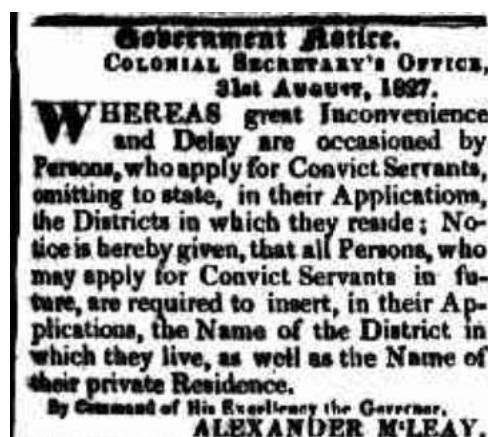 Government Notice.
COLONIAL SECRETARY'S OFFICE,
31st AUGUST, 1827.
WHEREAS great Inconvenience
and Delay are occasioned by
Persons, who apply for Convict Servants,
omitting to state, in their Applications,
the Districts in which they reside; No-
tice is hereby given, that all Persons, who
may apply for Convict Servants in fu-
ture, are required to insert, in their Ap-
plications, the Name of the District in
which they live, as well as the Name of
their private Residence.
By Command of His Excellency the Governor,
ALEXANDER M'LEAY.